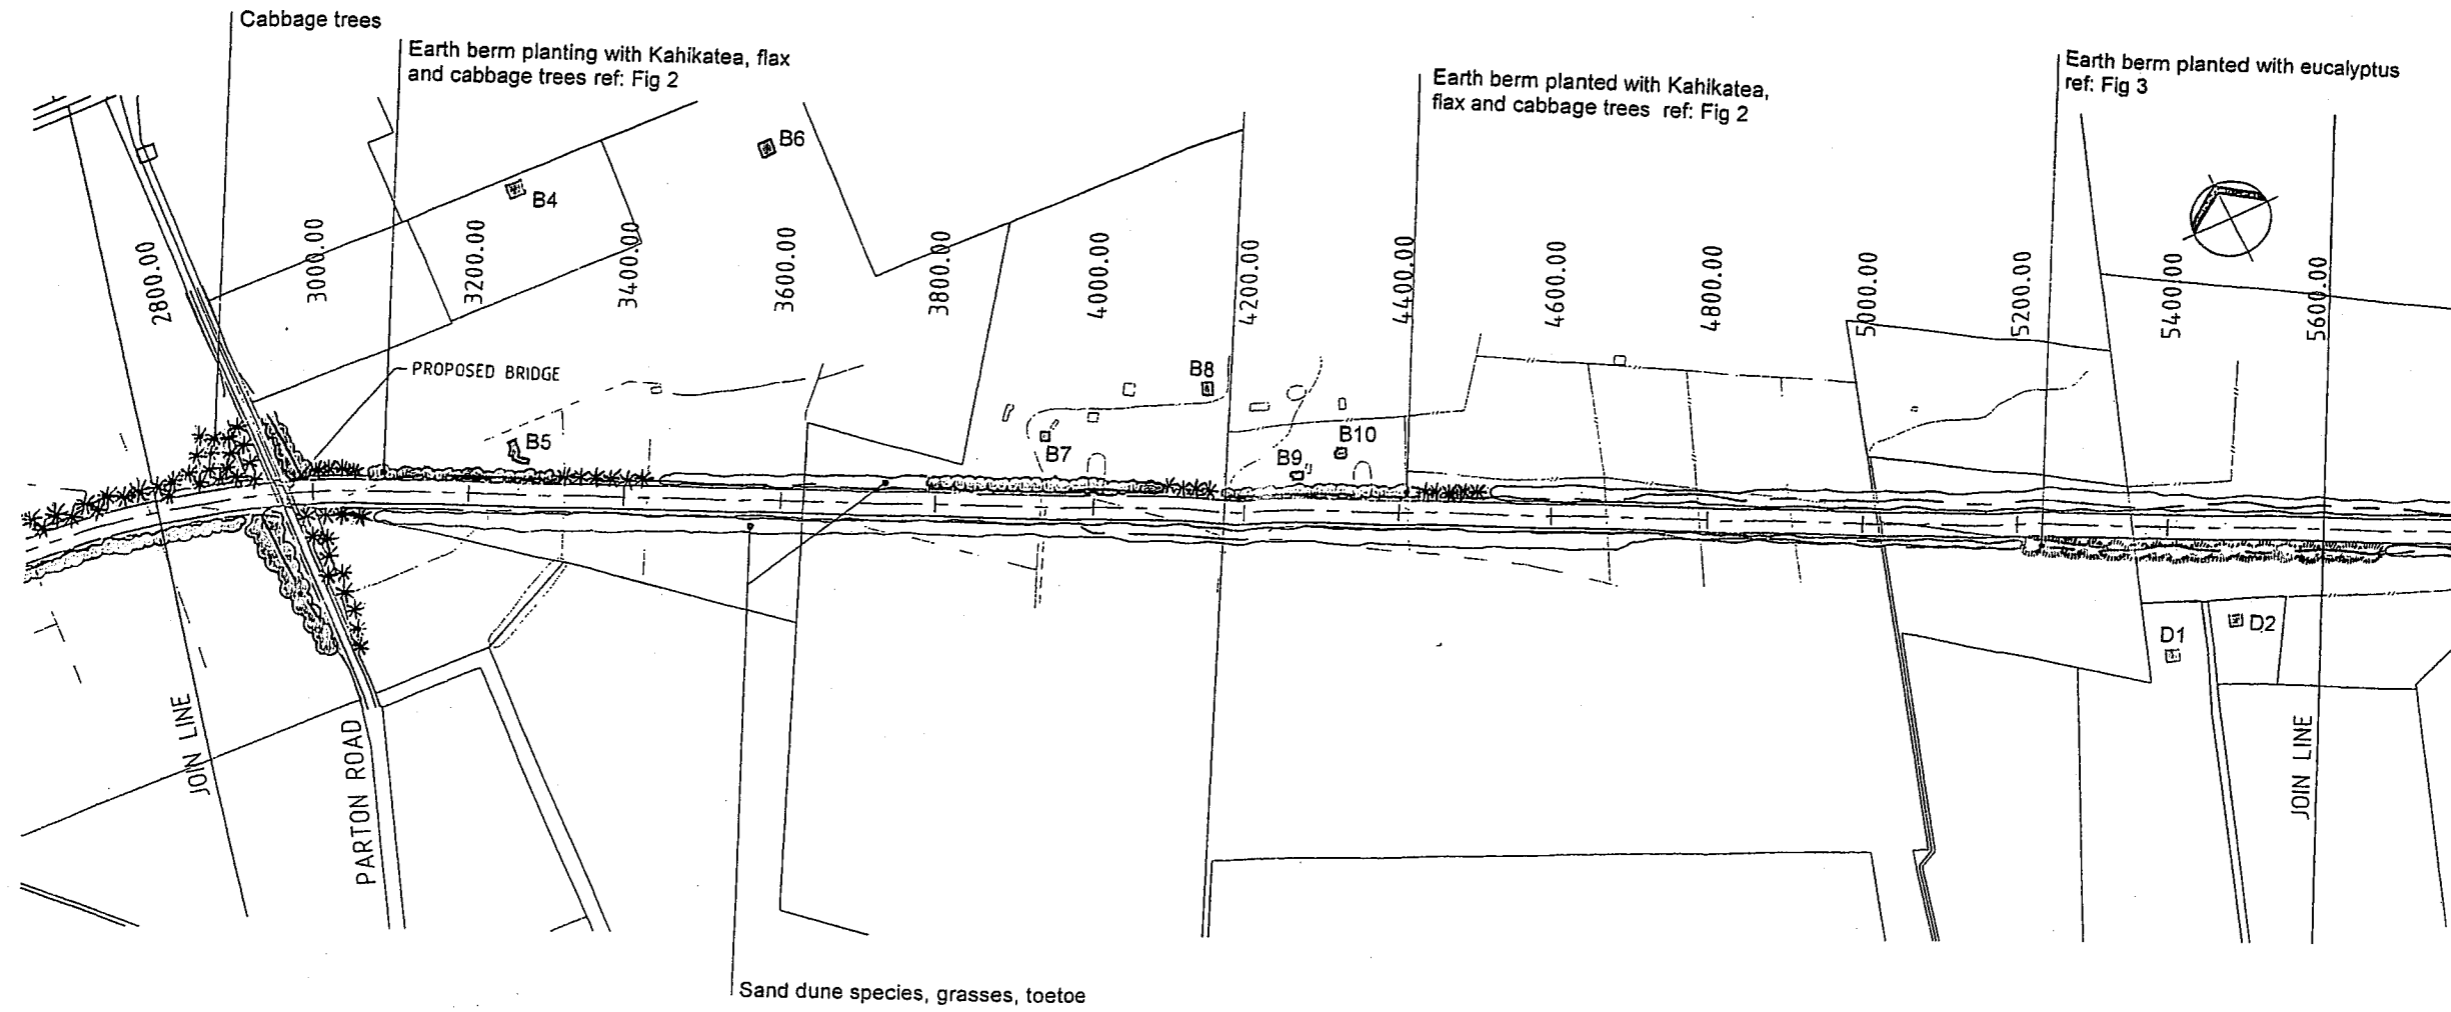 Cabbage trees
Earth berm planting with Kahikatea, flax
and cabbage trees ref: Fig 2
Earth berm planted with Kahikatea,
flax and cabbage trees ref: Fig 2
Earth berm planted with eucalyptus
ref: Fig 3
B6
B4
2800.00
3000.00
3200.00
3400.00
3600.00
3800.00
4000.00
4200.00
4400.00
4600.00
4800.00
5000.00
5200.00
5400.00
5600.00
PROPOSED BRIDGE
B8
B5
B7
B10
B9
D1
D2
JOIN LINE
PARTON ROAD
JOIN LINE
Sand dune species, grasses, toetoe